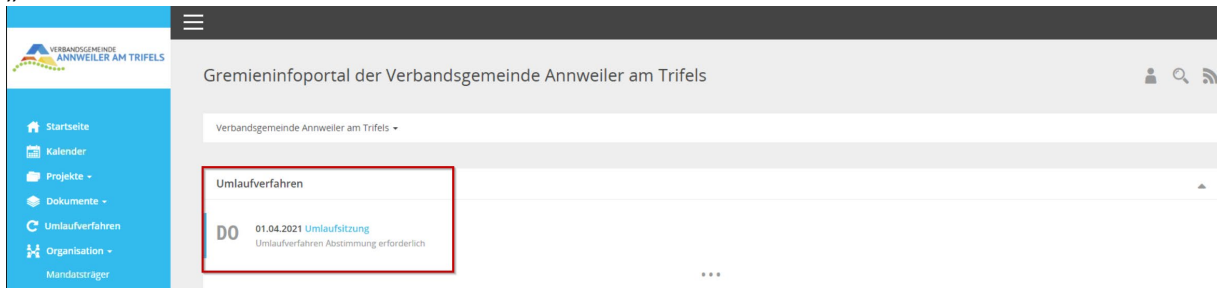 VERBANDSGEMEINDE
ANNWEILER AM TRIFELS
Gremieninfoportal der Verbandsgemeinde Annweiler am Trifels
Startseite
Kalender
Projekte
Dokumente
Umlaufverfahren
Organisation
Mandatsträger
Verbandsgemeinde Annweiler am Trifels
Umlaufverfahren
DO
01.04.2021 Umlaufsitzung
Umlaufverfahren Abstimmung erforderlich
...